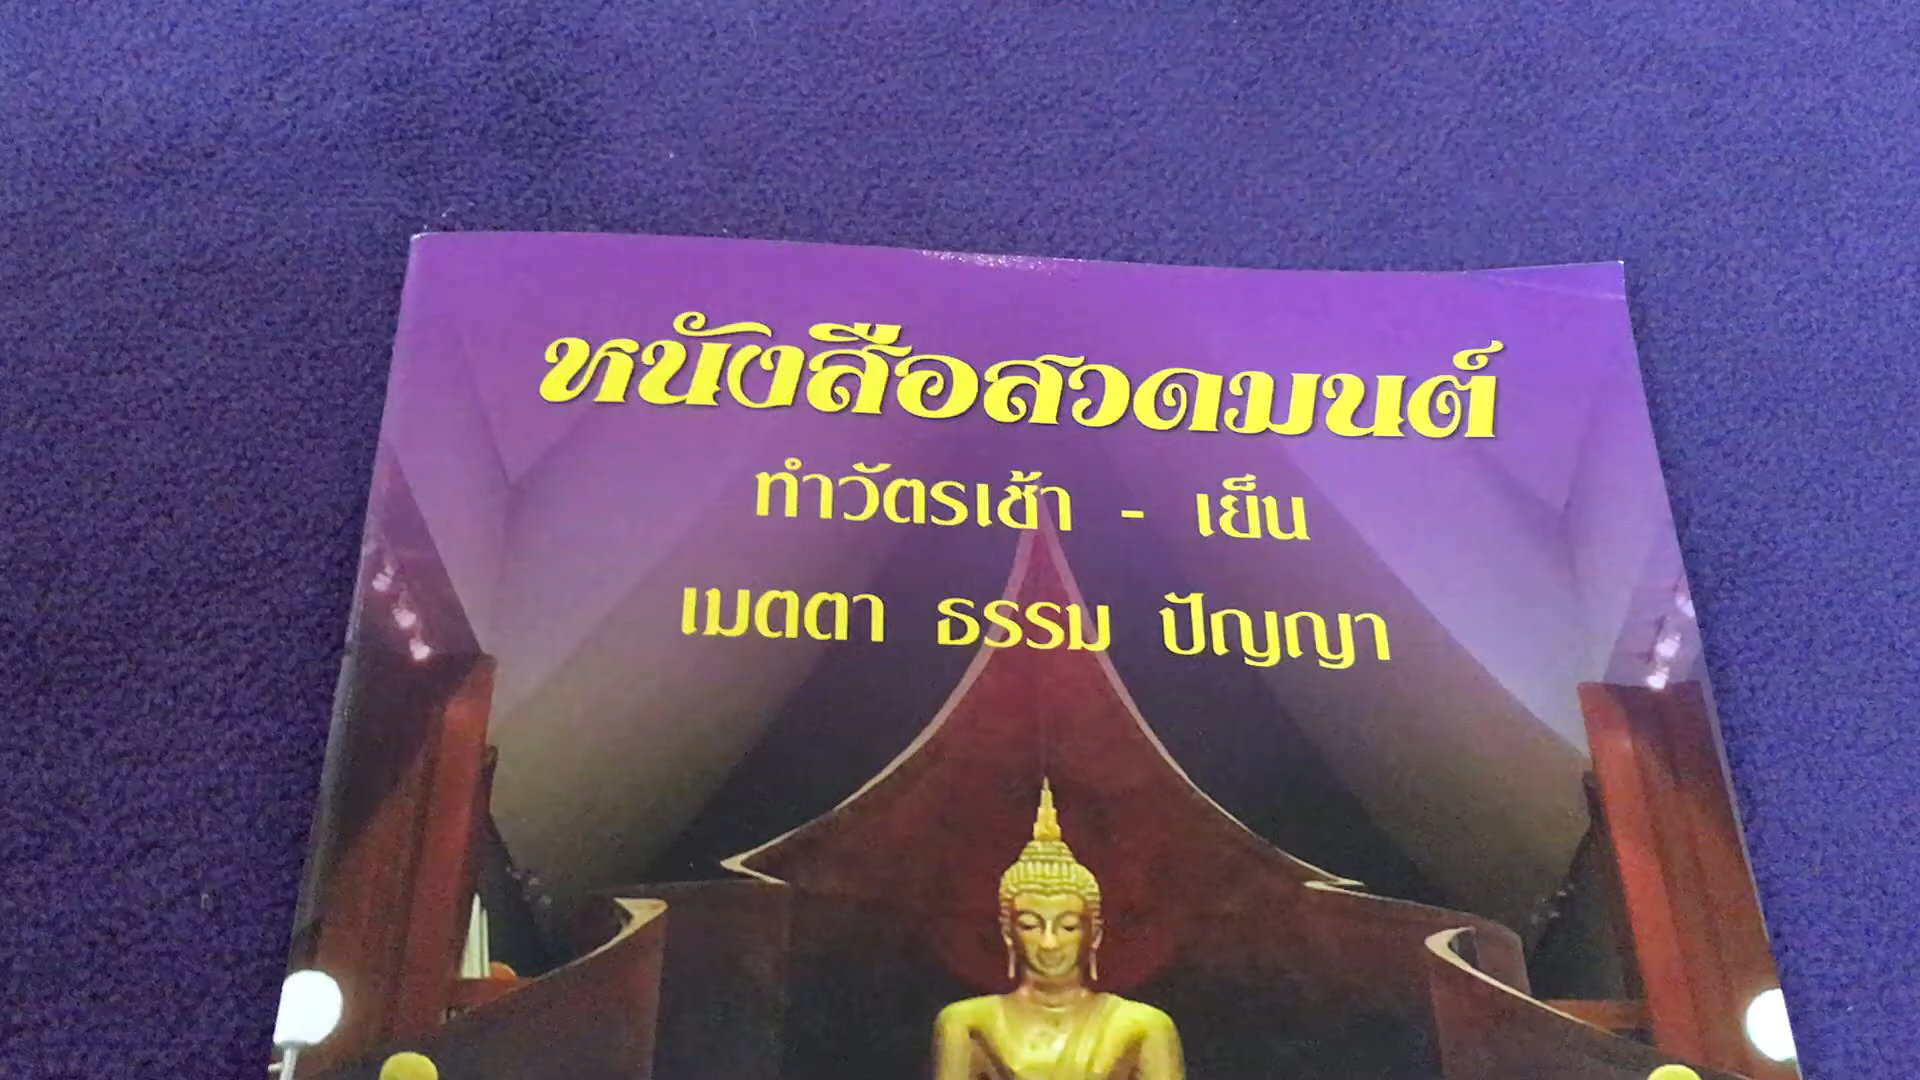 หนังสือสวดมนต์
ทำวัตรเช้า - เย็น
เมตตา ธรรม ปัญญา